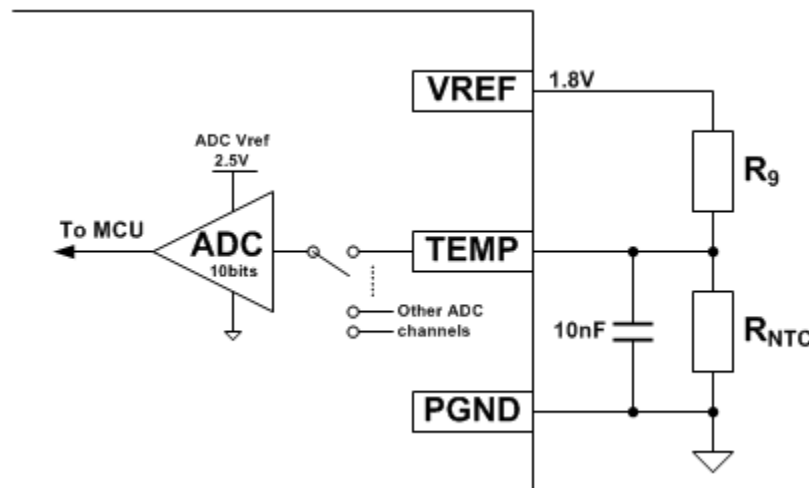 VREF
1.8V
ADC Vref
2.5V
R9
To MCU
ADC
10bits
TEMP
Other ADC
channels
10nF
RNTC
PGND